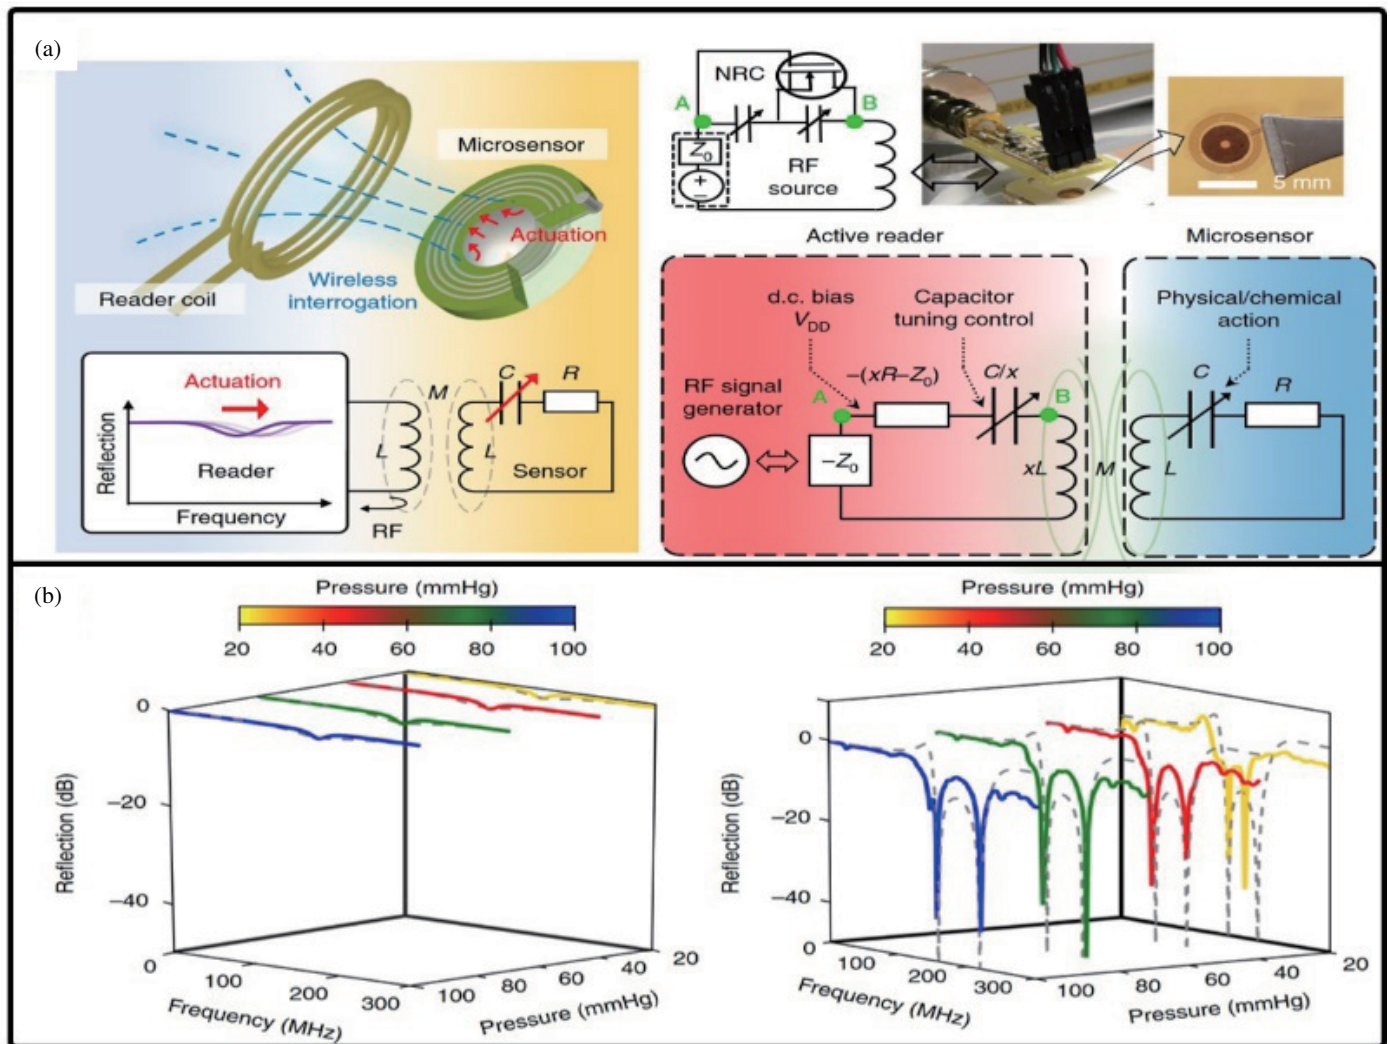 (a)
Microsensor
Actuation
Wireless
interrogation
Reader coil
Actuation
Reflection
Reader
Frequency
RF
M
L
L
C
R
Sensor
NRC
A
B
Z0
+
−
RF
source
5 mm
Active reader
Microsensor
d.c. bias
VDD
Capacitor
tuning control
Physical/chemical
action
RF signal
generator
−(xR−Z0)
C/x
A
B
−Z0
xL
M
L
C
R
(b)
Pressure (mmHg)
20 40 60 80 100
0
−20
−40
Reflection (dB)
0 100 200 300
Frequency (MHz)
100 80 60 40 20
Pressure (mmHg)
Pressure (mmHg)
20 40 60 80 100
0
−20
−40
Reflection (dB)
0 100 200 300
Frequency (MHz)
100 80 60 40 20
Pressure (mmHg)